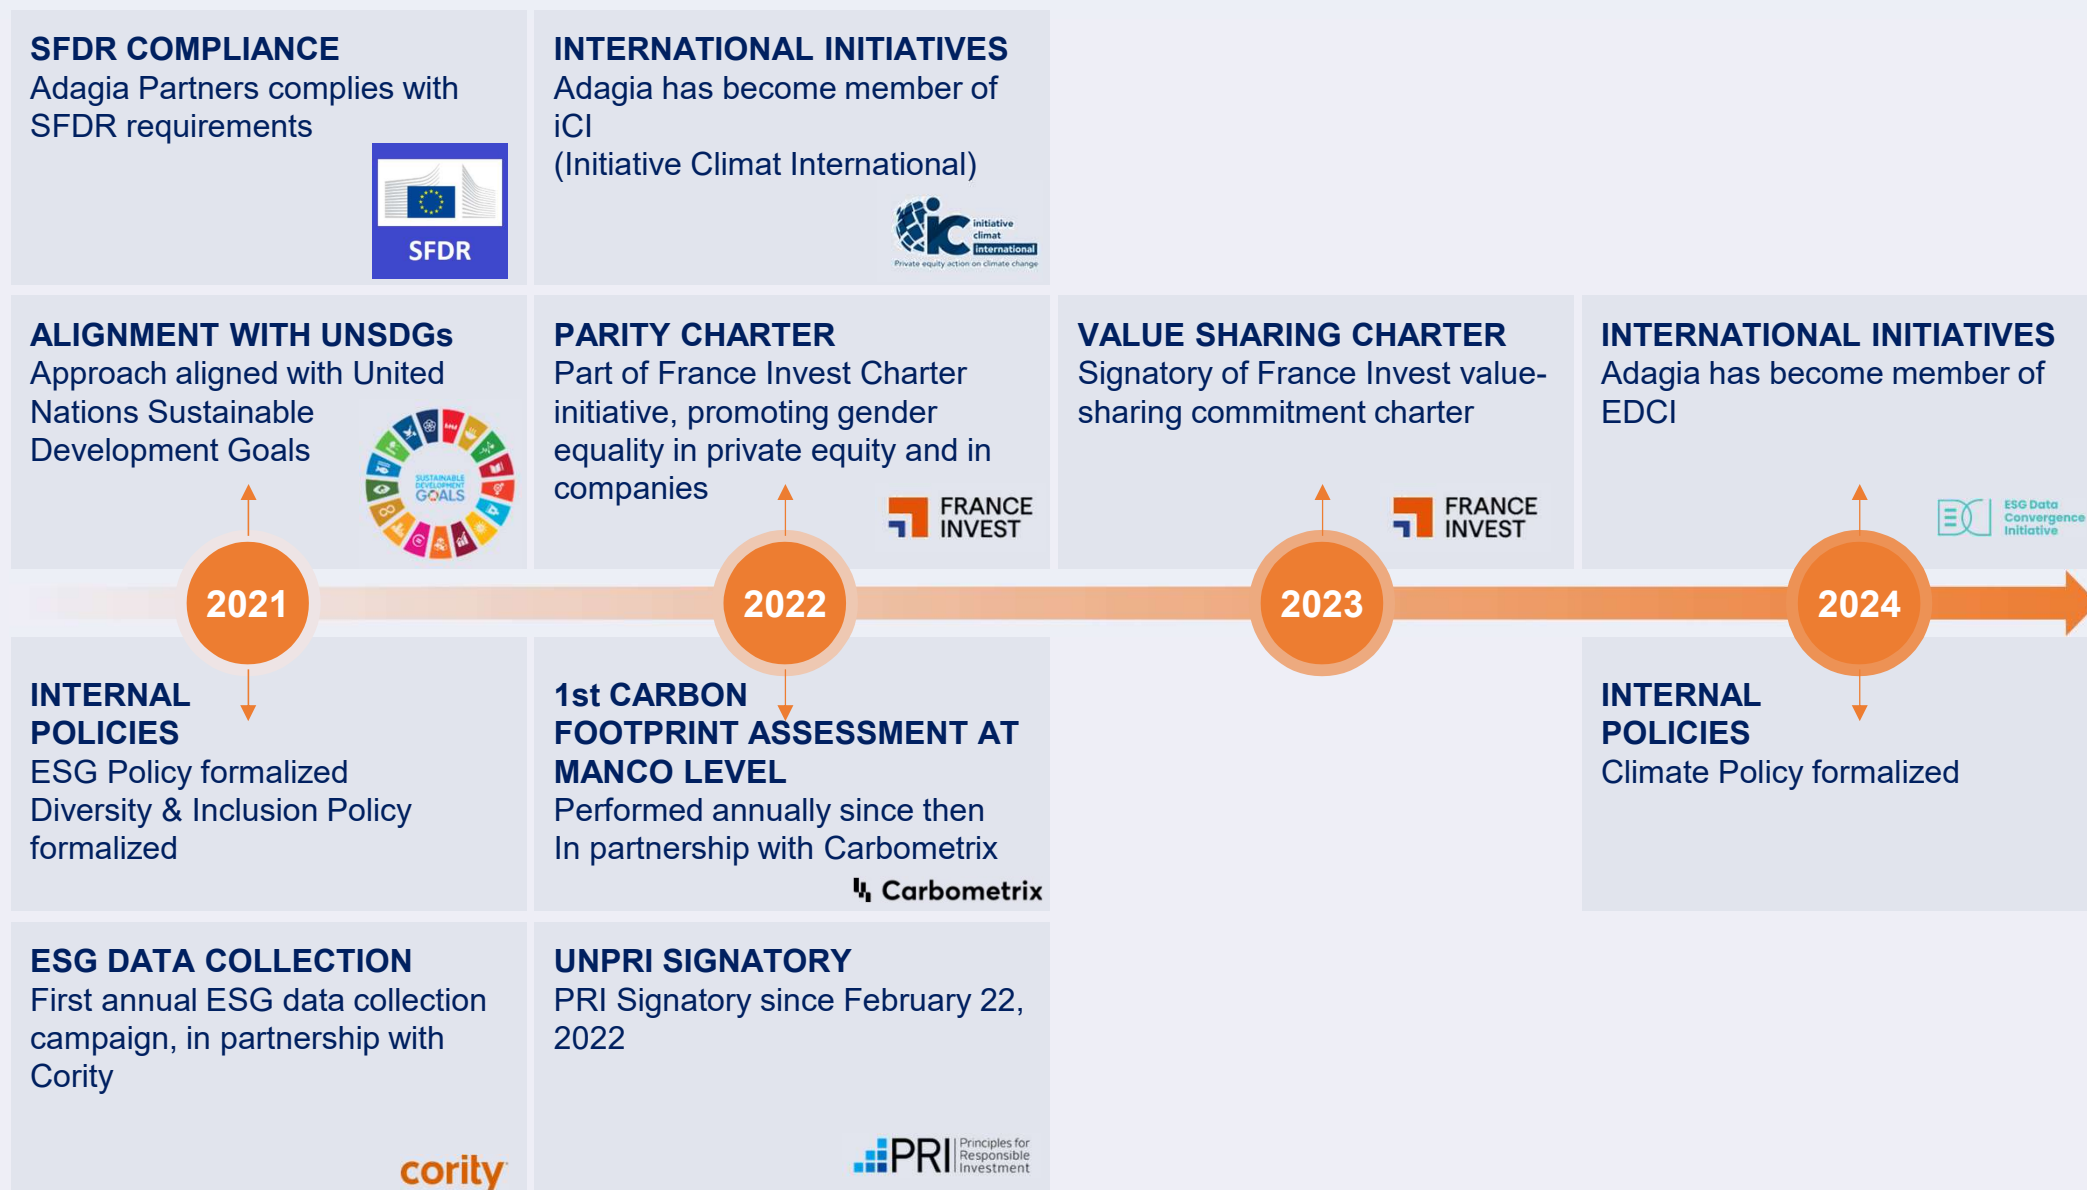 SFDR COMPLIANCE
Adagia Partners complies with
SFDR requirements
SFDR
INTERNATIONAL INITIATIVES
Adagia has become member of
iCI
(Initiative Climat International)
iC
initiative
climat
international
Private equity action on climate change
ALIGNMENT WITH UNSDGs
Approach aligned with United
Nations Sustainable
Development Goals
SUSTAINABLE
DEVELOPMENT
GOALS
PARITY CHARTER
Part of France Invest Charter
initiative, promoting gender
equality in private equity and in
companies
FRANCE
INVEST
VALUE SHARING CHARTER
Signatory of France Invest value-
sharing commitment charter
FRANCE
INVEST
INTERNATIONAL INITIATIVES
Adagia has become member of
EDCI
ESG Data
Convergence
Initiative
2021
2022
2023
2024
INTERNAL
POLICIES
ESG Policy formalized
Diversity & Inclusion Policy
formalized
1st CARBON
FOOTPRINT ASSESSMENT AT
MANCO LEVEL
Performed annually since then
In partnership with Carbometrix
Carbometrix
INTERNAL
POLICIES
Climate Policy formalized
ESG DATA COLLECTION
First annual ESG data collection
campaign, in partnership with
Cority
cority
UNPRI SIGNATORY
PRI Signatory since February 22,
2022
PRI
Principles for
Responsible
Investment